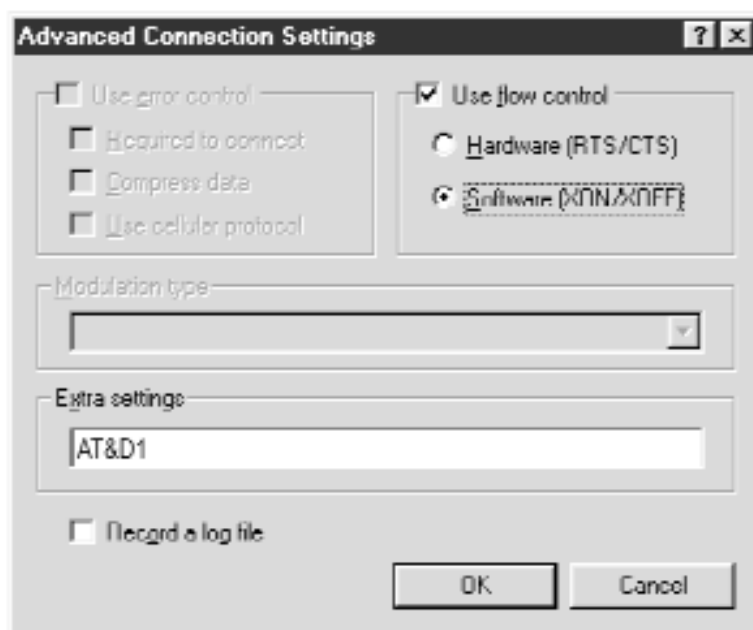 Advanced Connection Settings
Use error control
Required to connect
Compress data
Use cellular protocol
Use flow control
Hardware (RTS/CTS)
Software (XON/XOFF)
Modulation type
Extra settings
AT&D1
Record a log file
OK
Cancel